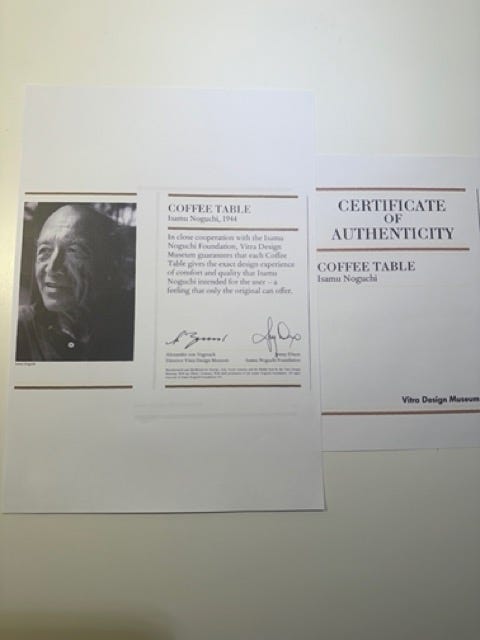 COFFEE TABLE
Isamu Noguchi, 1944
In close cooperation with the Isamu
Noguchi Foundation, Vitra Design
Museum guarantees that each Coffee
Table gives the exact design experience
of comfort and quality that Isamu
Noguchi intended for the user – a
feeling that only the original can offer.
Alexander von Vegesack
Director Vitra Design Museum
Isamu Noguchi Foundation
CERTIFICATE
OF
AUTHENTICITY
COFFEE TABLE
Isamu Noguchi
Vitra Design Museum